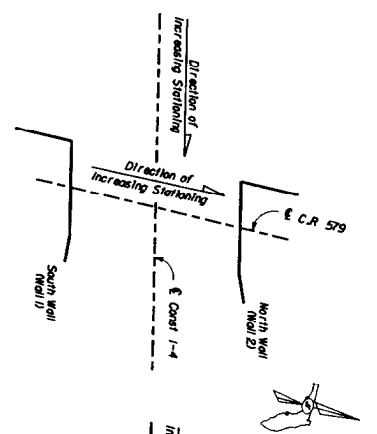 Direction of
Increasing Stationing
Direction of
Increasing Stationing
℄ C.R 579
℄ Const I-4
North Wall
(Wall 2)
South Wall
(Wall 1)